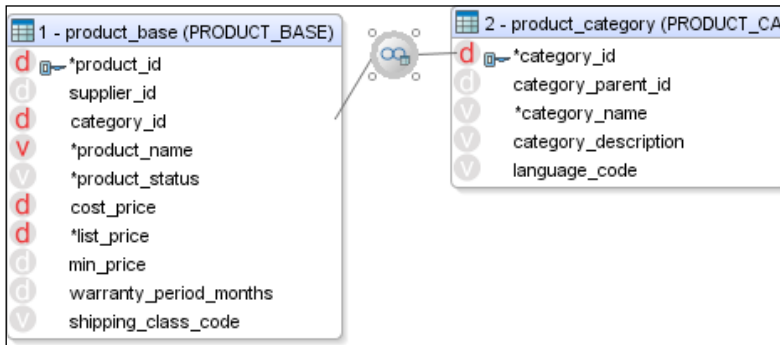 1 - product_base (PRODUCT_BASE)
d *product_id
d supplier_id
d category_id
v *product_name
v *product_status
d cost_price
d *list_price
d min_price
d warranty_period_months
v shipping_class_code
2 - product_category (PRODUCT_CA
d *category_id
d category_parent_id
v *category_name
v category_description
v language_code